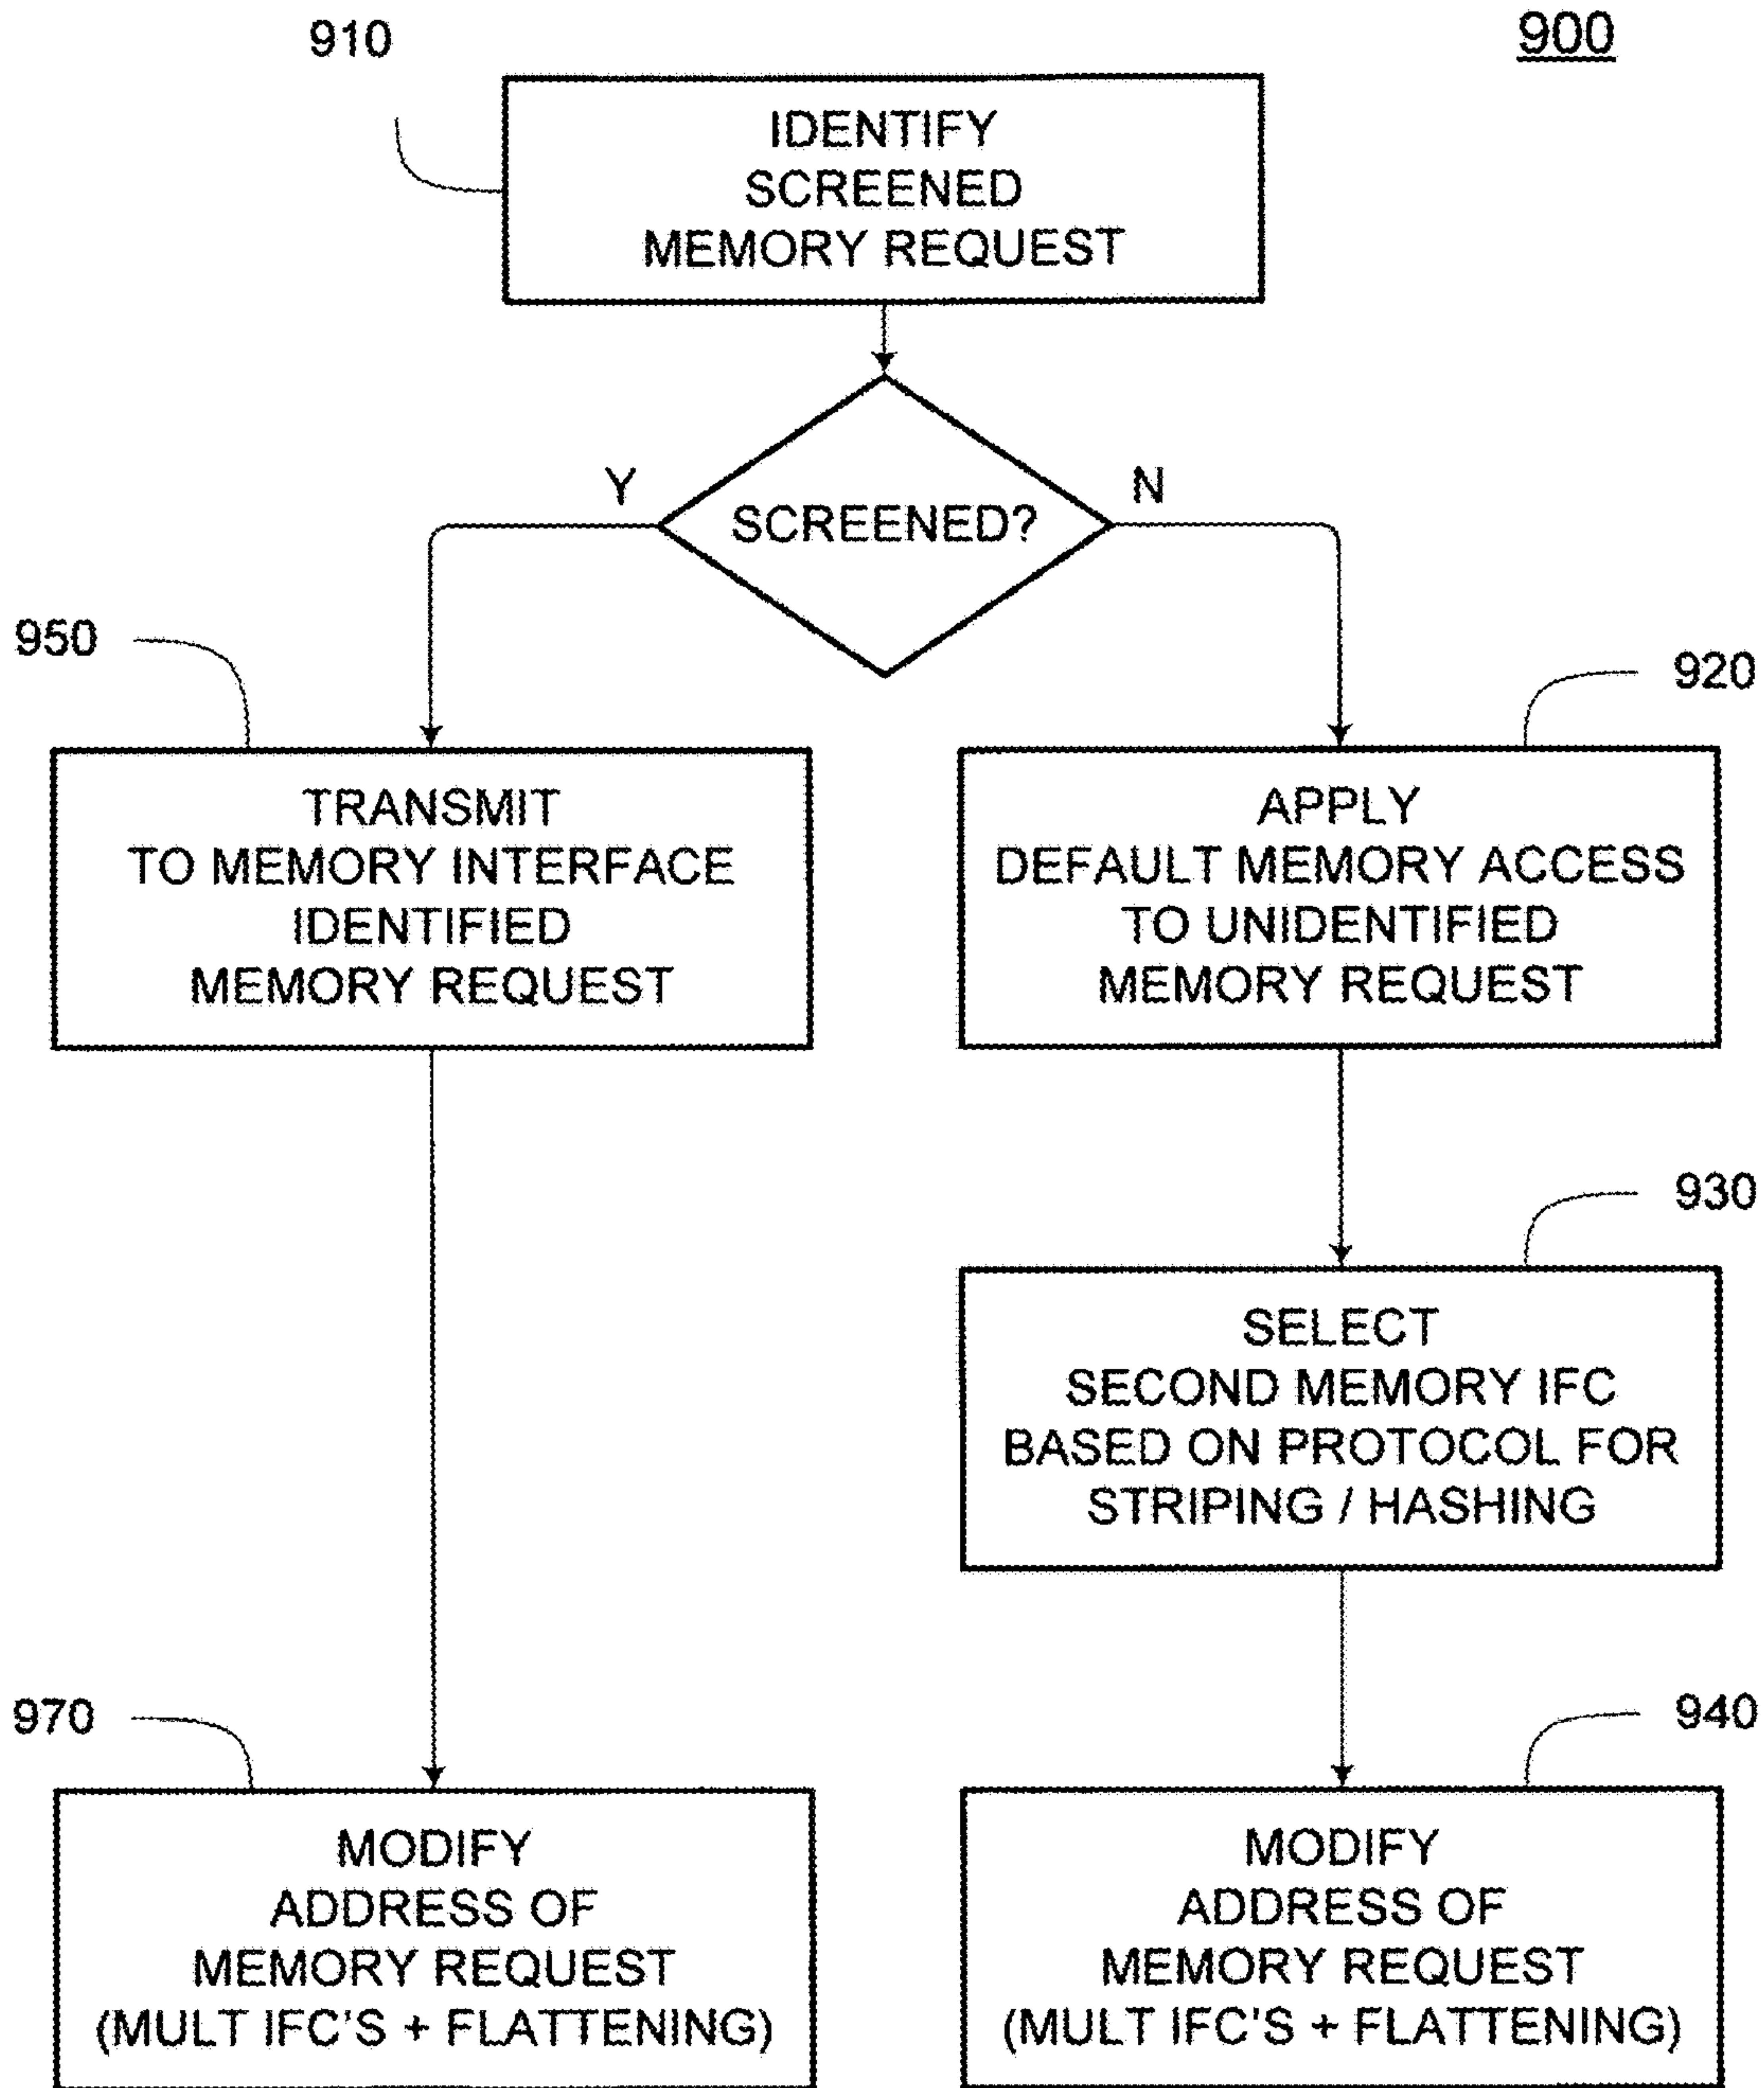 910
900
IDENTIFY
SCREENED
MEMORY REQUEST
Y
SCREENED?
N
950
920
TRANSMIT
TO MEMORY INTERFACE
IDENTIFIED
MEMORY REQUEST
APPLY
DEFAULT MEMORY ACCESS
TO UNIDENTIFIED
MEMORY REQUEST
930
SELECT
SECOND MEMORY IFC
BASED ON PROTOCOL FOR
STRIPING / HASHING
970
940
MODIFY
ADDRESS OF
MEMORY REQUEST
(MULT IFC'S + FLATTENING)
MODIFY
ADDRESS OF
MEMORY REQUEST
(MULT IFC'S + FLATTENING)